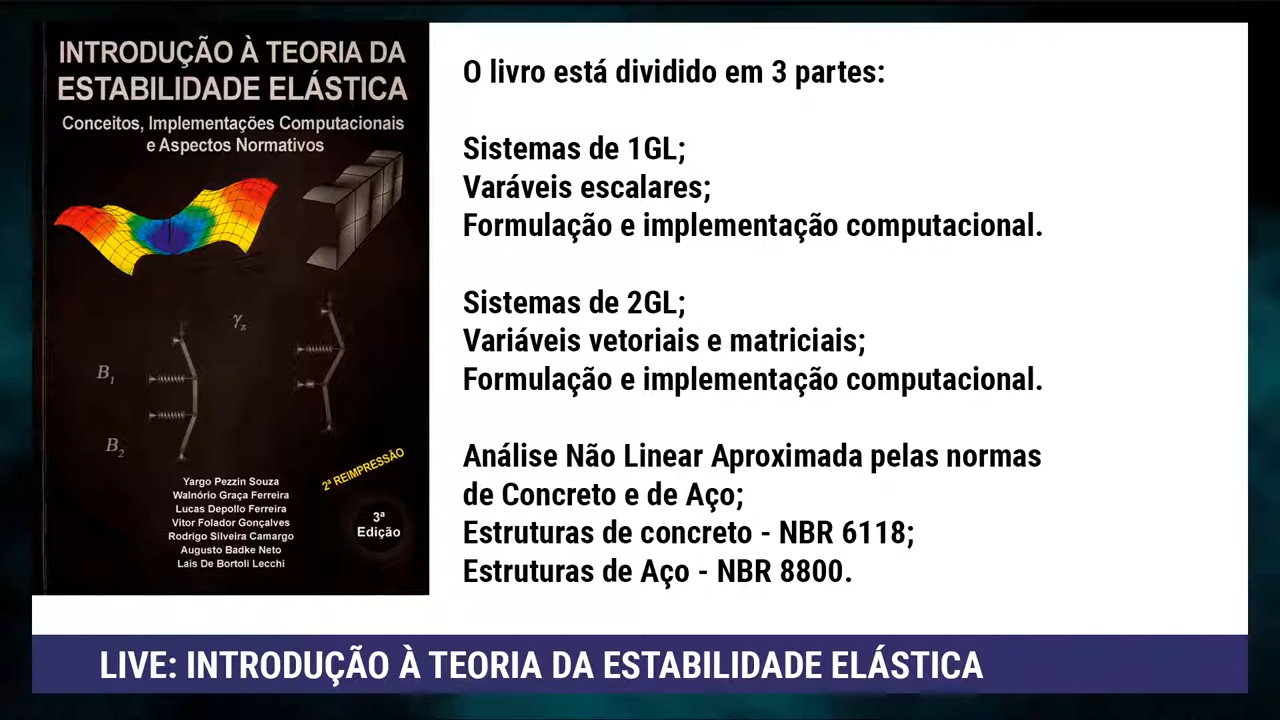 INTRODUÇÃO À TEORIA DA
ESTABILIDADE ELÁSTICA
Conceitos, Implementações Computacionais
e Aspectos Normativos
γz
B1
B2
2ª REIMPRESSÃO
3ª
Edição
Yargo Pezzin Souza
Walnório Graça Ferreira
Lucas Depollo Ferreira
Vitor Folador Gonçalves
Rodrigo Silveira Camargo
Augusto Badke Neto
Lais De Bortoli Lecchi
O livro está dividido em 3 partes:
Sistemas de 1GL;
Varáveis escalares;
Formulação e implementação computacional.
Sistemas de 2GL;
Variáveis vetoriais e matriciais;
Formulação e implementação computacional.
Análise Não Linear Aproximada pelas normas
de Concreto e de Aço;
Estruturas de concreto - NBR 6118;
Estruturas de Aço - NBR 8800.
LIVE: INTRODUÇÃO À TEORIA DA ESTABILIDADE ELÁSTICA